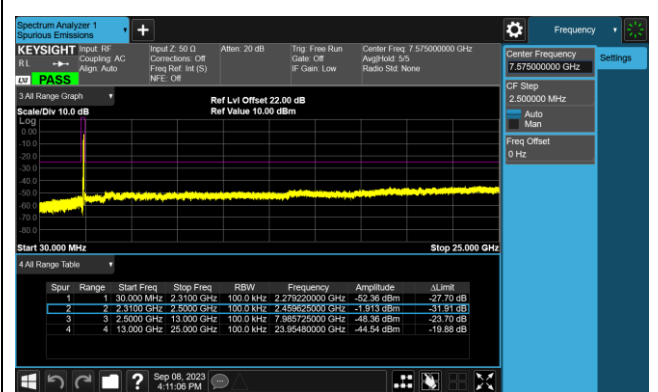 Spectrum Analyzer 1
Spurious Emissions
Frequency
KEYSIGHT Input: RF Input Z: 50 Ω Atten: 20 dB Trig: Free Run Center Freq: 7.575000000 GHz
RL Coupling: AC Corrections: Off Gate: Off Avg|Hold: 5/5
Align: Auto Freq Ref: Int (S) IF Gain: Low Radio Std: None
LXI PASS NFE: Off
Center Frequency
7.575000000 GHz
Settings
CF Step
2.500000 MHz
Auto
Man
Freq Offset
0 Hz
3 All Range Graph
Ref Lvl Offset 22.00 dB
Scale/Div 10.0 dB Ref Value 10.00 dBm
Log
0.00
-10.0
-20.0
-30.0
-40.0
-50.0
-60.0
-70.0
-80.0
Start 30.000 MHz Stop 25.000 GHz
4 All Range Table
Spur Range Start Freq Stop Freq RBW Frequency Amplitude ΔLimit
1 1 30.000 MHz 2.3100 GHz 100.0 kHz 2.279220000 GHz -52.36 dBm -27.70 dB
2 2 2.3100 GHz 2.5000 GHz 100.0 kHz 2.459625000 GHz -1.913 dBm -31.91 dB
3 3 2.5000 GHz 13.000 GHz 100.0 kHz 7.985725000 GHz -48.36 dBm -23.70 dB
4 4 13.000 GHz 25.000 GHz 100.0 kHz 23.95480000 GHz -44.54 dBm -19.88 dB
Sep 08, 2023
4:11:06 PM